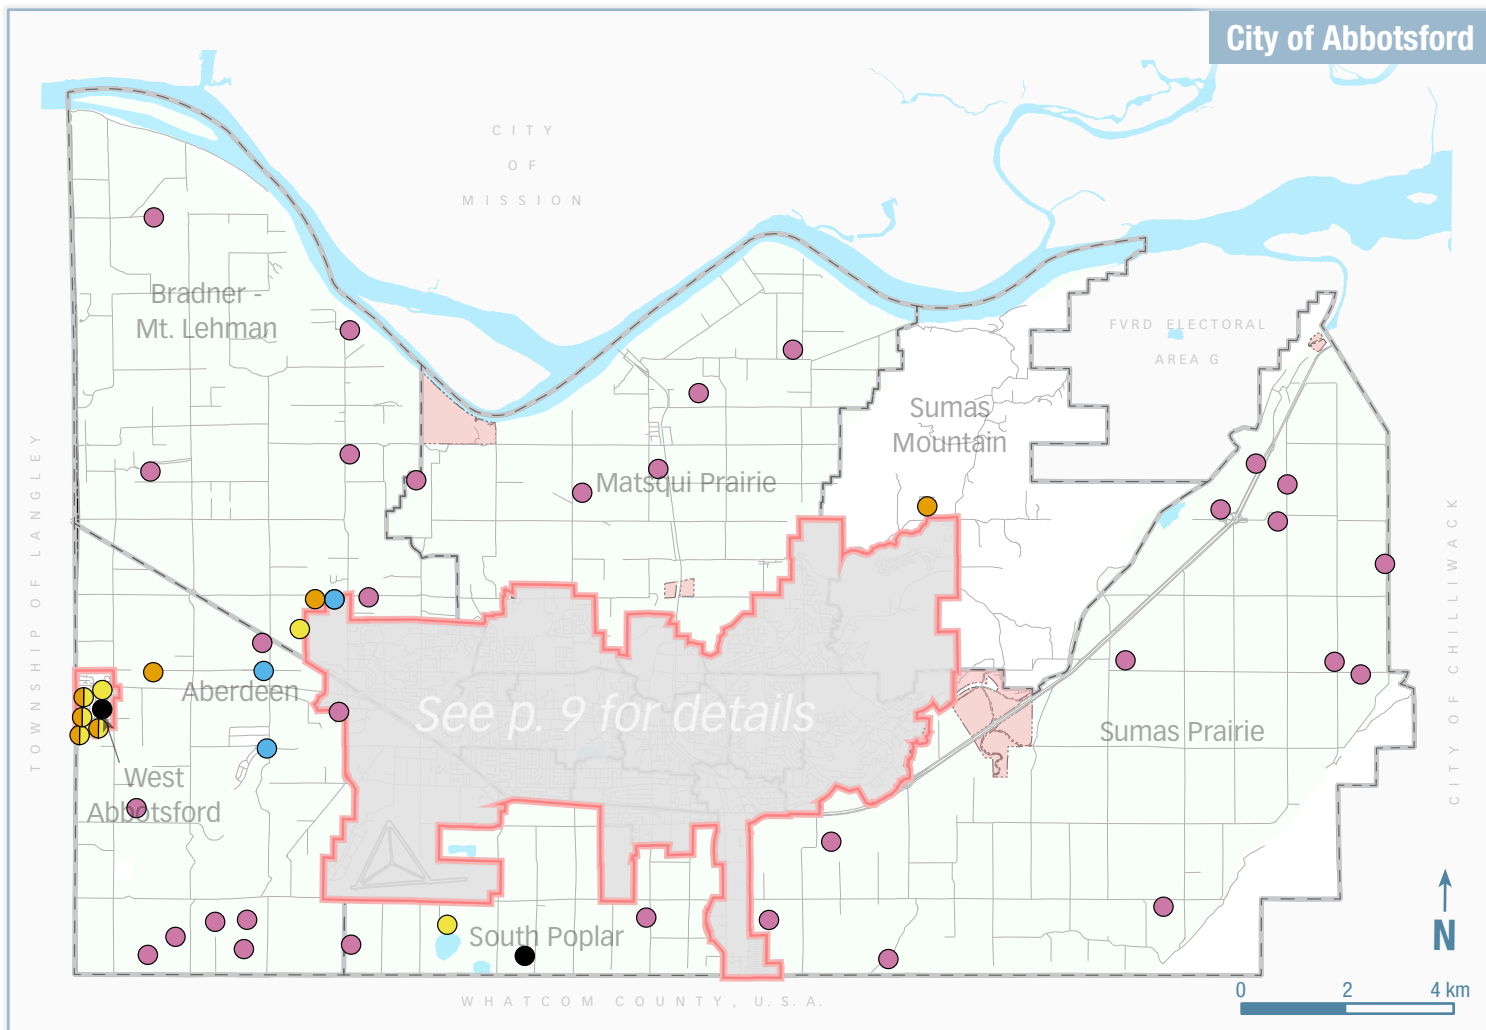 City of Abbotsford
CITY
OF
MISSION
Bradner -
Mt. Lehman
FVRD ELECTORAL
AREA G
Sumas
Mountain
Matsqui Prairie
TOWNSHIP OF LANGLEY
CITY OF CHILLIWACK
Aberdeen
See p. 9 for details
Sumas Prairie
West
Abbotsford
South Poplar
N
WHATCOM COUNTY, U.S.A.
0 2 4 km